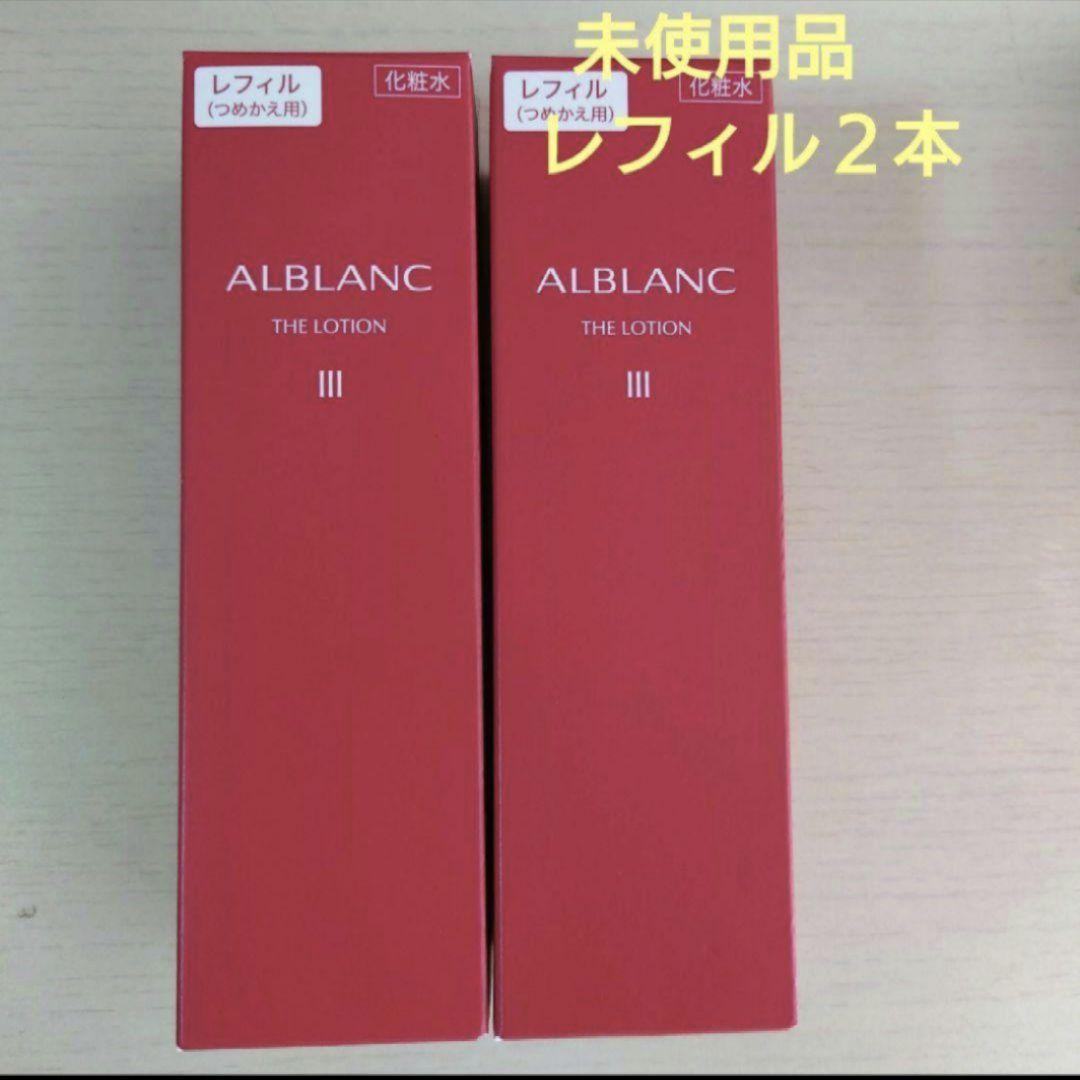 未使用品
レフィル２本
レフィル
(つめかえ用)
化粧水
ALBLANC
THE LOTION
III
レフィル
(つめかえ用)
化粧水
ALBLANC
THE LOTION
III